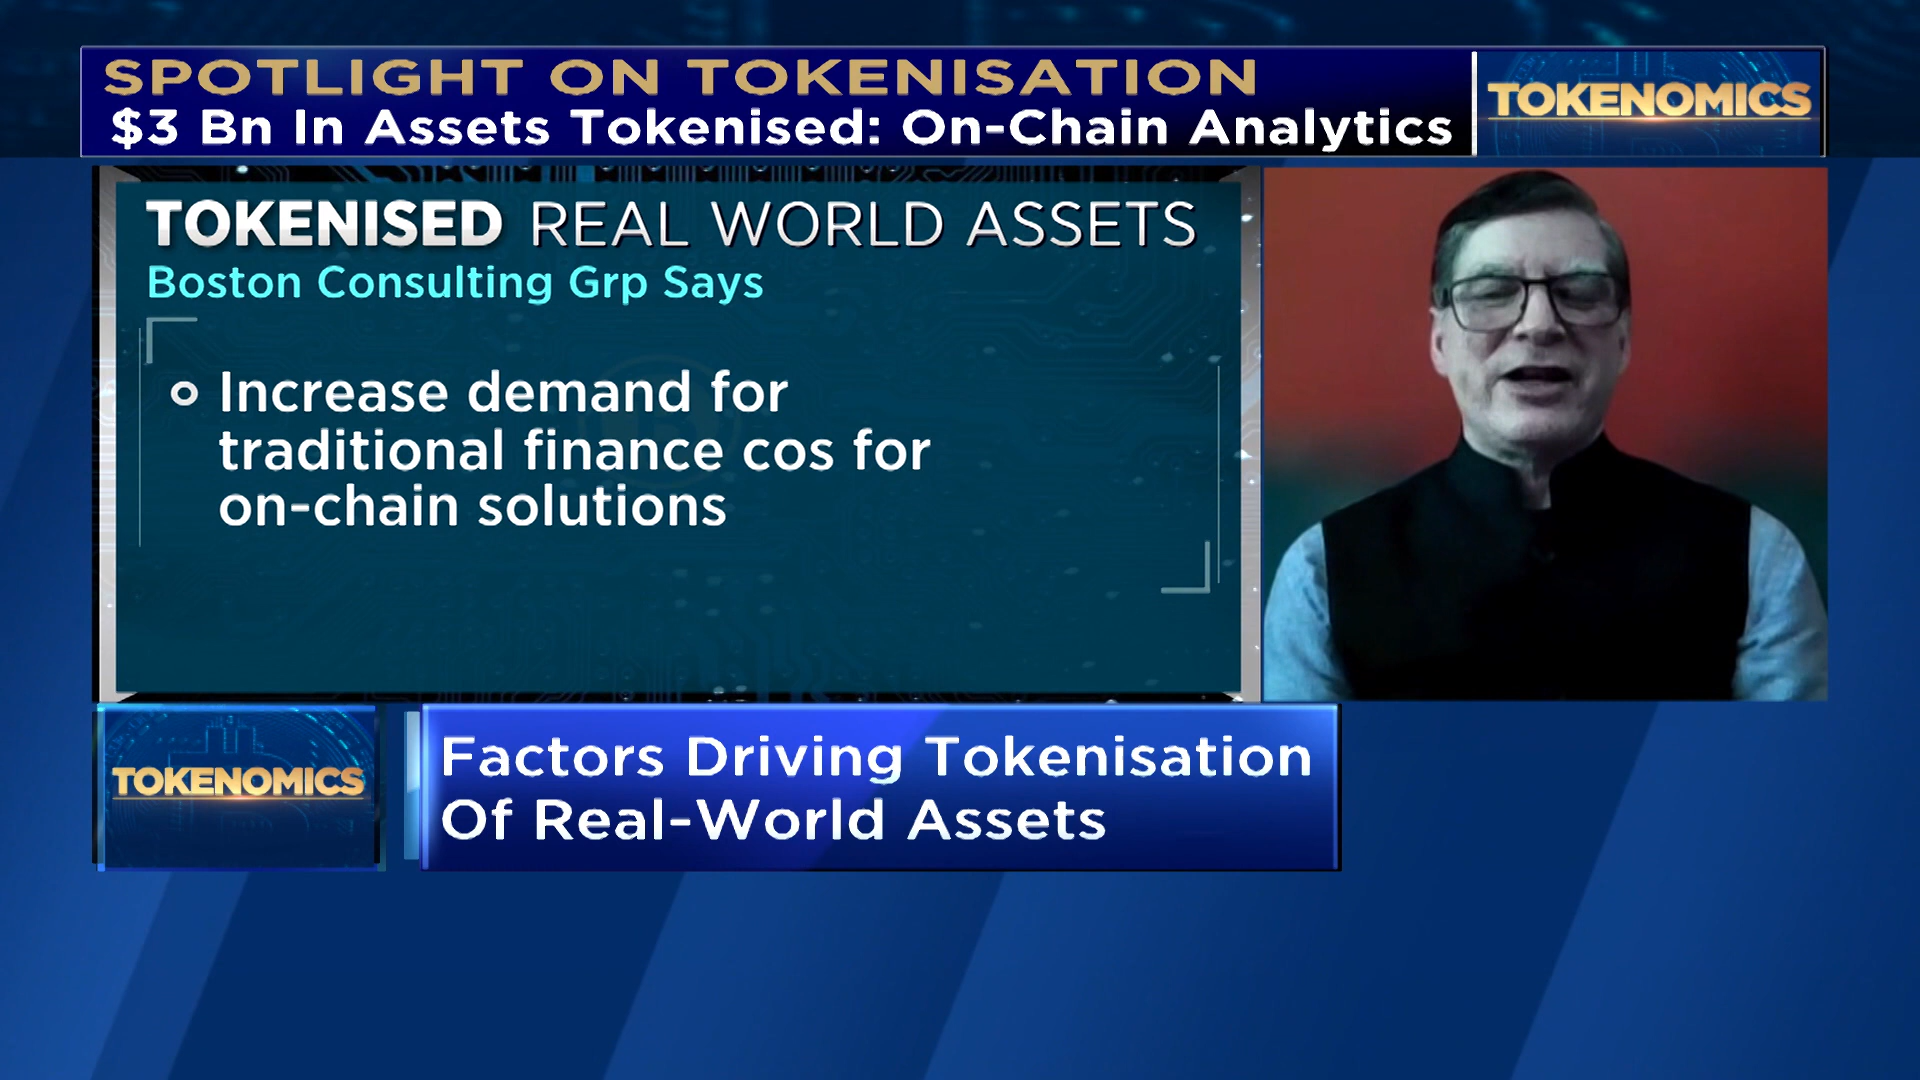 SPOTLIGHT ON TOKENISATION
$3 Bn In Assets Tokenised: On-Chain Analytics
TOKENOMICS
TOKENISED REAL WORLD ASSETS
Boston Consulting Grp Says
Increase demand for
traditional finance cos for
on-chain solutions
TOKENOMICS
Factors Driving Tokenisation
Of Real-World Assets